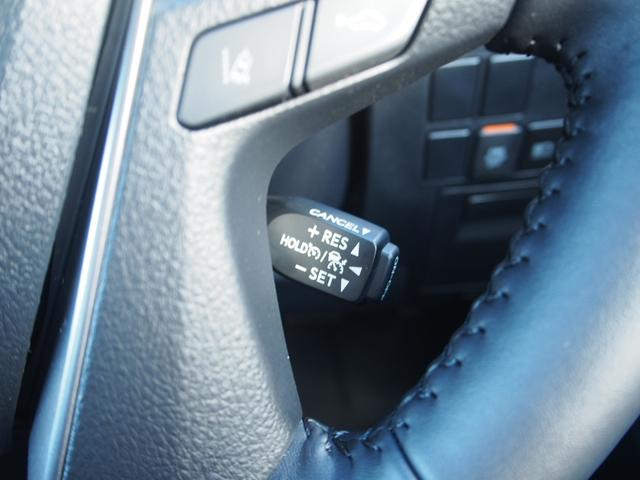 CANCEL
+ RES
HOLD /
− SET